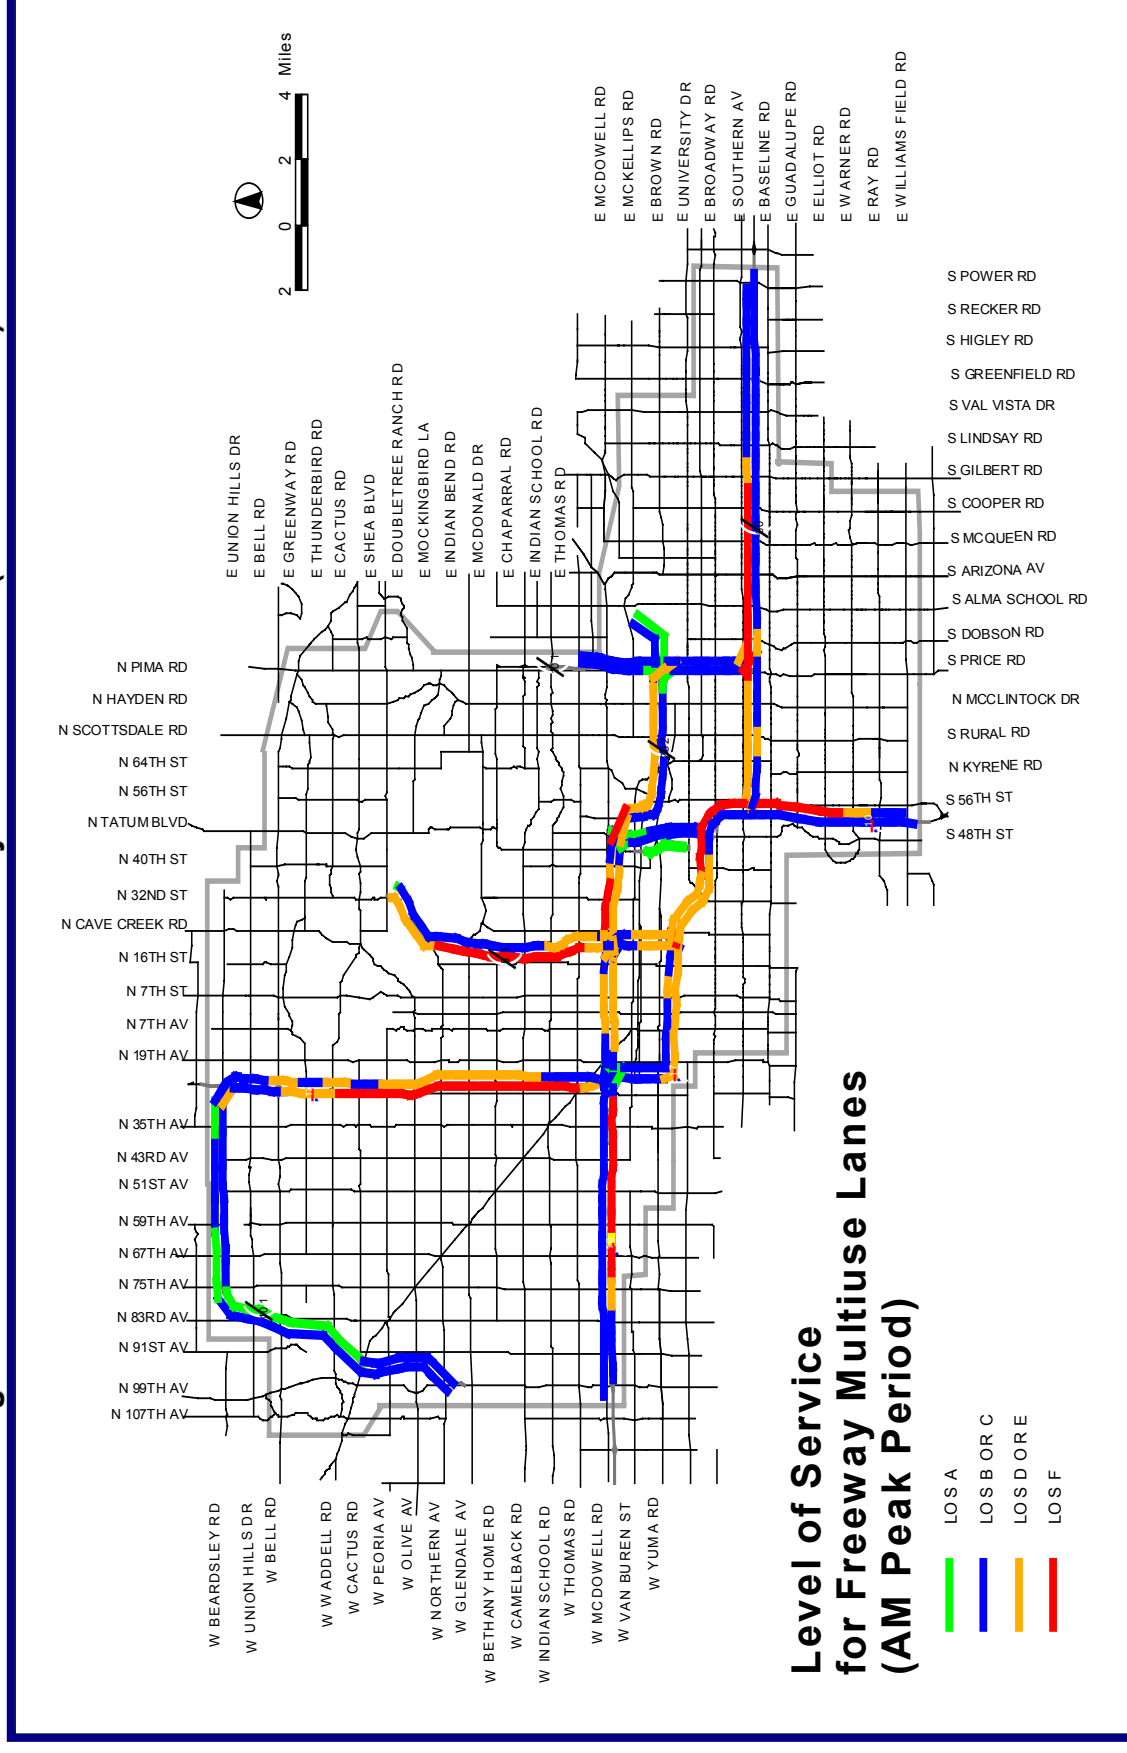 Level of Service
for Freeway Multiuse Lanes
(AM Peak Period)
LOS A
LOS B OR C
LOS D OR E
LOS F
2 0 2 4 Miles
W BEARDSLEY RD
W UNION HILLS DR
W BELL RD
W WADDELL RD
W CACTUS RD
W PEORIA AV
W OLIVE AV
W NORTHERN AV
W GLENDALE AV
W BETHANY HOME RD
W CAMELBACK RD
W INDIAN SCHOOL RD
W THOMAS RD
W MCDOWELL RD
W VAN BUREN ST
W YUMA RD
N PIMA RD
N HAYDEN RD
N SCOTTSDALE RD
N 64TH ST
N 56TH ST
N TATUM BLVD
N 40TH ST
N 32ND ST
N CAVE CREEK RD
N 16TH ST
N 7TH ST
N 7TH AV
N 19TH AV
N 35TH AV
N 43RD AV
N 51ST AV
N 59TH AV
N 67TH AV
N 75TH AV
N 83RD AV
N 91ST AV
N 99TH AV
N 107TH AV
E UNION HILLS DR
E BELL RD
E GREENWAY RD
E THUNDERBIRD RD
E CACTUS RD
E SHEA BLVD
E DOUBLETREE RANCH RD
E MOCKINGBIRD LA
E INDIAN BEND RD
E MCDONALD DR
E CHAPARRAL RD
E INDIAN SCHOOL RD
E THOMAS RD
E MCDOWELL RD
E MCKELLIPS RD
E BROWN RD
E UNIVERSITY DR
E BROADWAY RD
E SOUTHERN AV
E BASELINE RD
E GUADALUPE RD
E ELLIOT RD
E WARNER RD
E RAY RD
E WILLIAMS FIELD RD
S POWER RD
S RECKER RD
S HIGLEY RD
S GREENFIELD RD
S VAL VISTA DR
S LINDSAY RD
S GILBERT RD
S COOPER RD
S MCQUEEN RD
S ARIZONA AV
S ALMA SCHOOL RD
S DOBSON RD
S PRICE RD
N MCCLINTOCK DR
S RURAL RD
N KYRENE RD
S 56TH ST
S 48TH ST